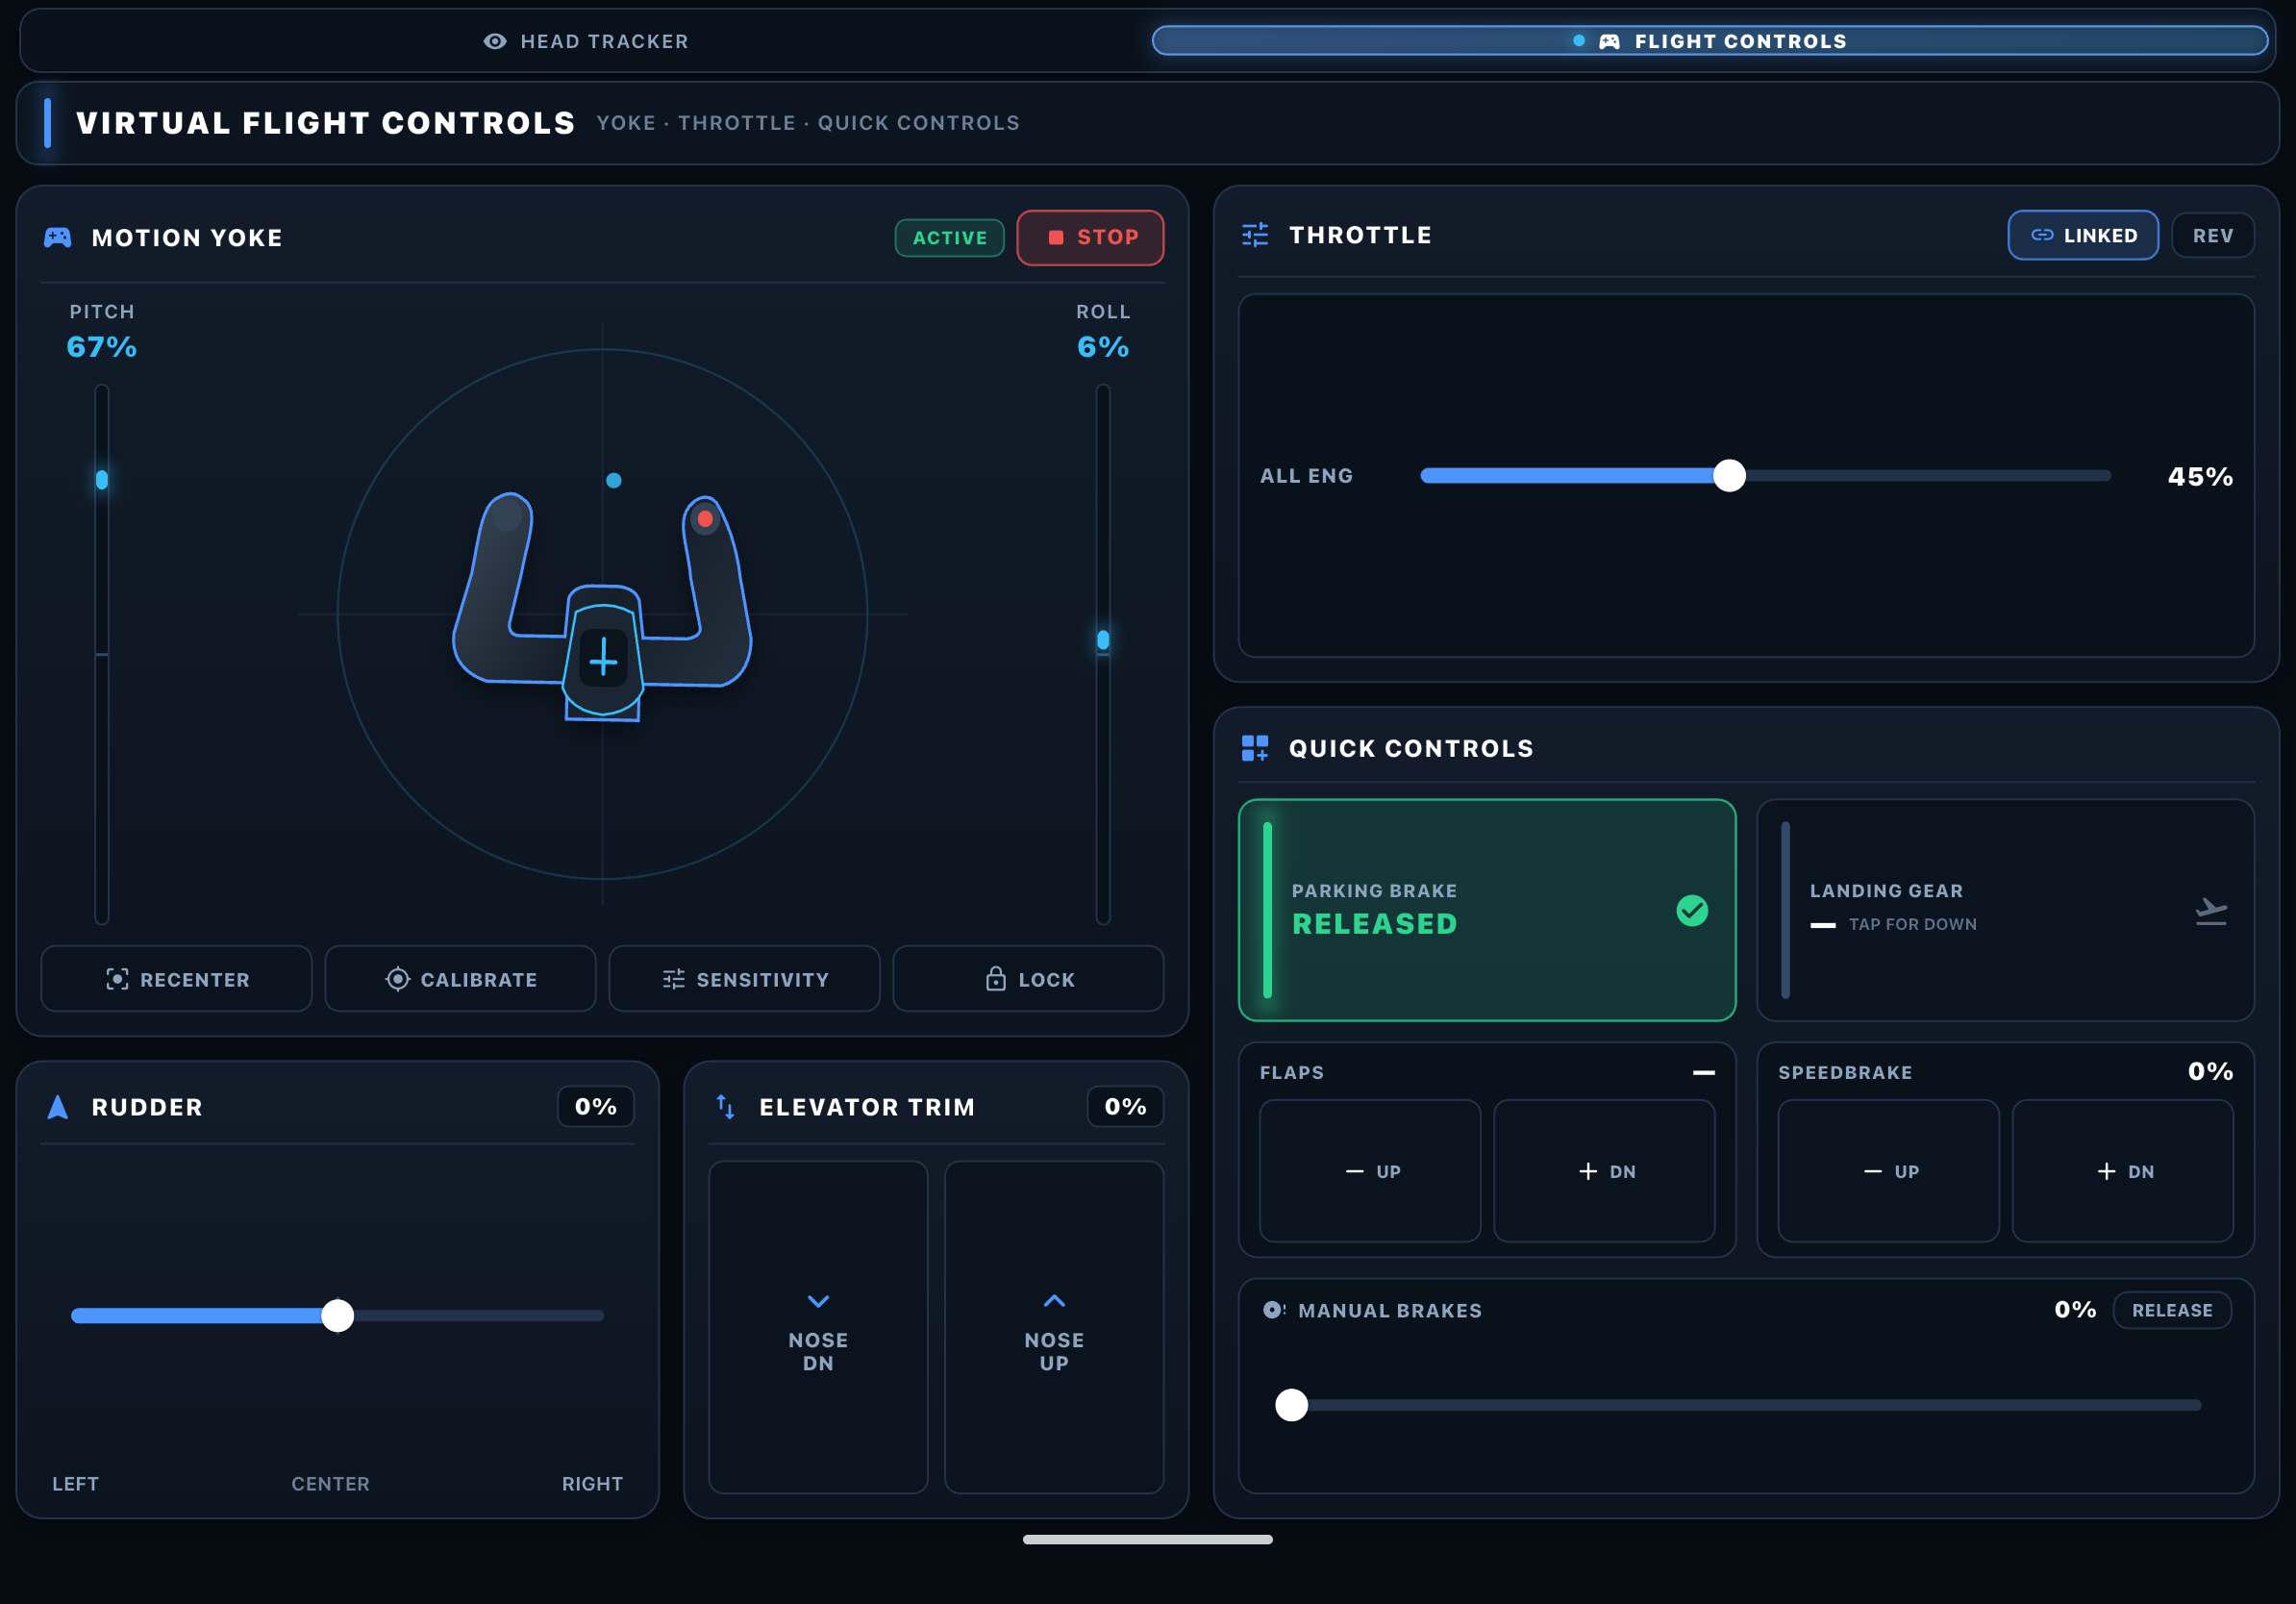 HEAD TRACKER
FLIGHT CONTROLS
VIRTUAL FLIGHT CONTROLS YOKE · THROTTLE · QUICK CONTROLS
MOTION YOKE
ACTIVE
STOP
PITCH
67%
ROLL
6%
RECENTER
CALIBRATE
SENSITIVITY
LOCK
RUDDER
0%
LEFT
CENTER
RIGHT
ELEVATOR TRIM
0%
NOSE
DN
NOSE
UP
THROTTLE
LINKED
REV
ALL ENG
45%
QUICK CONTROLS
PARKING BRAKE
RELEASED
LANDING GEAR
— TAP FOR DOWN
FLAPS
—
− UP
+ DN
SPEEDBRAKE
0%
− UP
+ DN
MANUAL BRAKES
0%
RELEASE